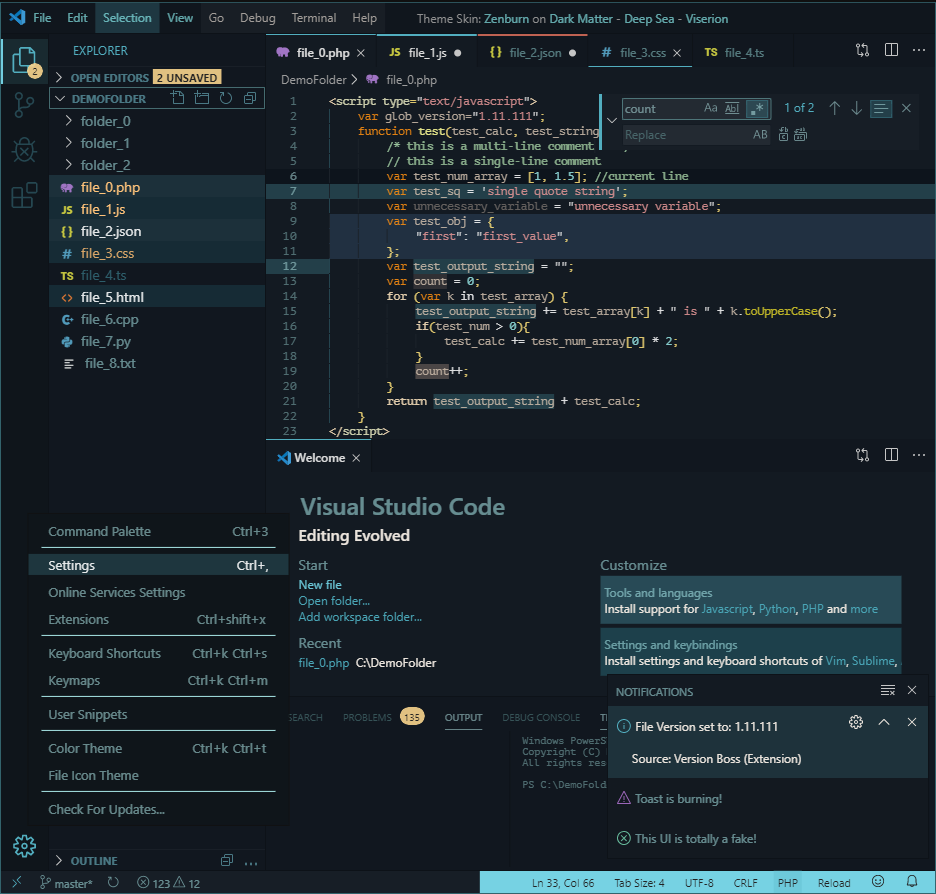 File Edit Selection View Go Debug Terminal Help Theme Skin: Zenburn on Dark Matter - Deep Sea - Viserion
2
EXPLORER
OPEN EDITORS 2 UNSAVED
DEMOFOLDER
folder_0
folder_1
folder_2
file_0.php
JS file_1.js
{} file_2.json
# file_3.css
TS file_4.ts
<> file_5.html
file_6.cpp
file_7.py
file_8.txt
file_0.php × JS file_1.js ● {} file_2.json ● # file_3.css × TS file_4.ts
DemoFolder > file_0.php
count Aa Abl .* 1 of 2
Replace AB
1 <script type="text/javascript">
2 var glob_version="1.11.111";
3 function test(test_calc, test_string
4 /* this is a multi-line comment
5 // this is a single-line comment
6 var test_num_array = [1, 1.5]; //current line
7 var test_sq = 'single quote string';
8 var unnecessary_variable = "unnecessary variable";
9 var test_obj = {
10 "first": "first_value",
11 };
12 var test_output_string = "";
13 var count = 0;
14 for (var k in test_array) {
15 test_output_string += test_array[k] + " is " + k.toUpperCase();
16 if(test_num > 0){
17 test_calc += test_num_array[0] * 2;
18 }
19 count++;
20 }
21 return test_output_string + test_calc;
22 }
23 </script>
Welcome ×
Visual Studio Code
Editing Evolved
Start
New file
Open folder...
Add workspace folder...
Recent
file_0.php C:\DemoFolder
Customize
Tools and languages
Install support for Javascript, Python, PHP and more
Settings and keybindings
Install settings and keyboard shortcuts of Vim, Sublime,
Command Palette Ctrl+3
Settings Ctrl+,
Online Services Settings
Extensions Ctrl+shift+x
Keyboard Shortcuts Ctrl+k Ctrl+s
Keymaps Ctrl+k Ctrl+m
User Snippets
Color Theme Ctrl+k Ctrl+t
File Icon Theme
Check For Updates...
SEARCH PROBLEMS 135 OUTPUT DEBUG CONSOLE
Windows PowerS
Copyright (C)
All rights res
PS C:\DemoFold
NOTIFICATIONS
File Version set to: 1.11.111
Source: Version Boss (Extension)
Toast is burning!
This UI is totally a fake!
OUTLINE ...
master* 123 12 Ln 33, Col 66 Tab Size: 4 UTF-8 CRLF PHP Reload